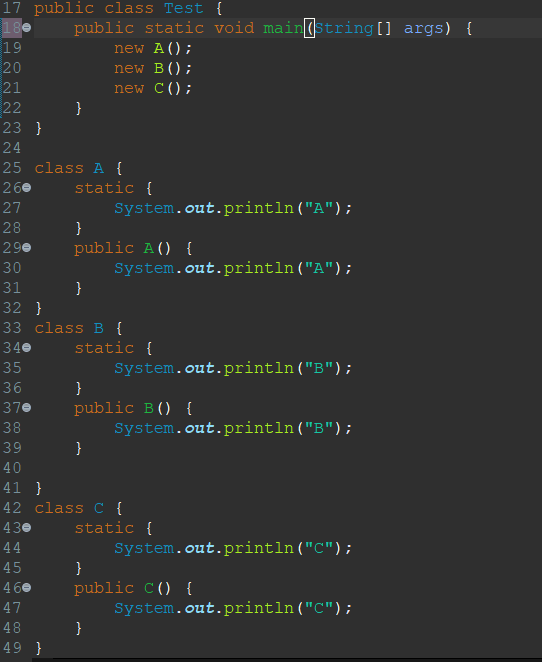 17 public class Test {
18 public static void main(String[] args) {
19 new A();
20 new B();
21 new C();
22 }
23 }
24
25 class A {
26 static {
27 System.out.println("A");
28 }
29 public A() {
30 System.out.println("A");
31 }
32 }
33 class B {
34 static {
35 System.out.println("B");
36 }
37 public B() {
38 System.out.println("B");
39 }
40
41 }
42 class C {
43 static {
44 System.out.println("C");
45 }
46 public C() {
47 System.out.println("C");
48 }
49 }